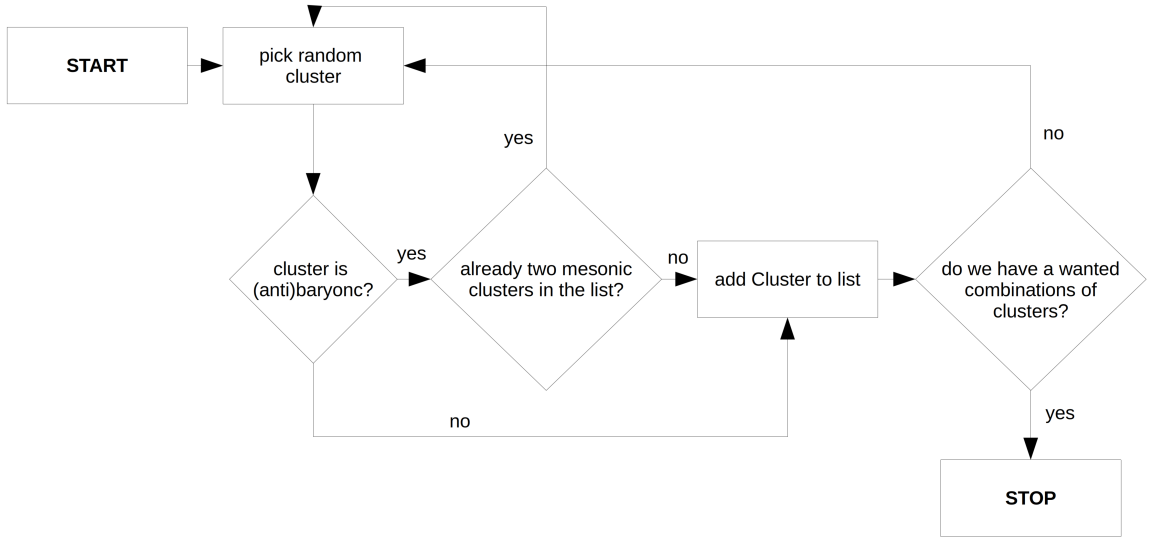 START
pick random
cluster
yes
no
cluster is
(anti)baryonc?
yes
already two mesonic
clusters in the list?
no
add Cluster to list
do we have a wanted
combinations of
clusters?
no
yes
STOP